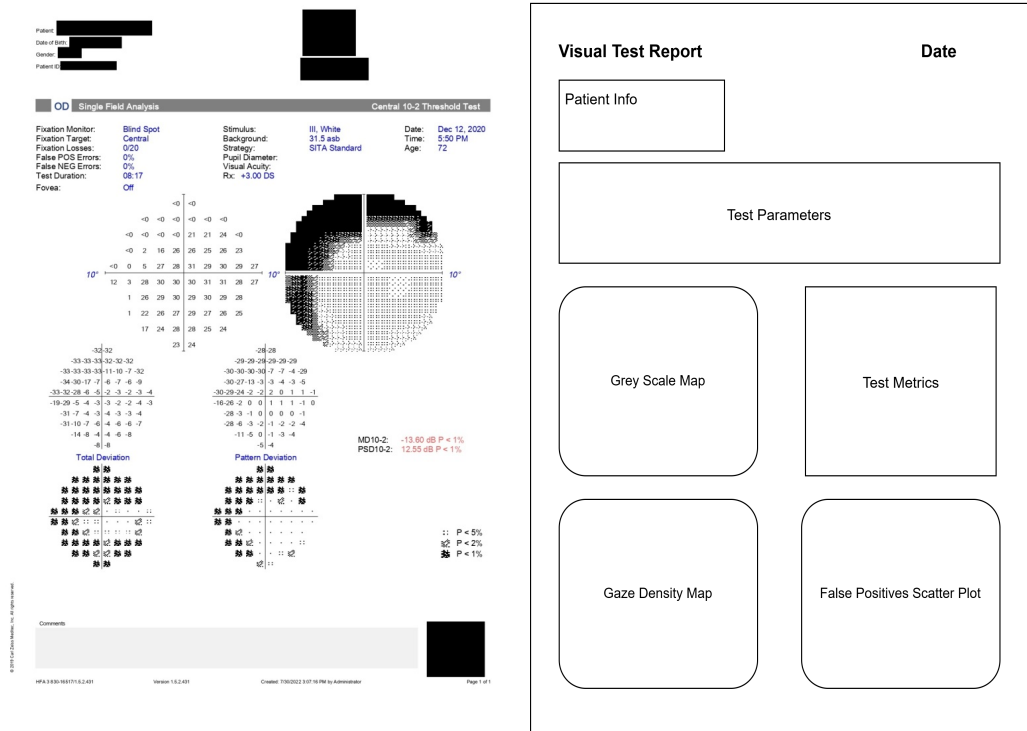 Patient:
Date of Birth:
Gender:
Patient ID:
OD Single Field Analysis Central 10-2 Threshold Test
Fixation Monitor: Blind Spot Stimulus: III, White Date: Dec 12, 2020
Fixation Target: Central Background: 31.5 asb Time: 5:50 PM
Fixation Losses: 0/20 Strategy: SITA Standard Age: 72
False POS Errors: 0% Pupil Diameter:
False NEG Errors: 0% Visual Acuity:
Test Duration: 08:17 Rx: +3.00 DS
Fovea: Off
<0 <0
<0 <0 <0 <0 <0 <0
<0 <0 <0 <0 21 21 24 <0
<0 2 16 26 26 25 26 23
10° <0 0 5 27 28 31 29 30 29 27 10° 10°
12 3 28 30 30 30 31 31 28 27
1 26 29 30 29 30 29 28
1 22 26 27 29 27 26 25
17 24 28 28 25 24
23 24
-32 -32
-33 -33 -33 -32 -32 -32
-33 -33 -33 -33 -11 -10 -7 -32
-34 -30 -17 -7 -6 -7 -6 -9
-33 -32 -28 -6 -5 -2 -3 -2 -3 -4
-19 -29 -5 -4 -3 -3 -2 -2 -4 -3
-31 -7 -4 -3 -4 -3 -3 -4
-31 -10 -7 -6 -4 -6 -6 -7
-14 -8 -4 -4 -6 -8
-8 -8
Total Deviation
-28 -28
-29 -29 -29 -29 -29 -29
-30 -30 -30 -30 -7 -7 -4 -29
-30 -27 -13 -3 -3 -4 -3 -5
-30 -29 -24 -2 -2 2 0 1 1 -1
-16 -26 -2 0 0 1 1 1 -1 0
-28 -3 -1 0 0 0 0 -1
-28 -6 -3 -2 -1 -2 -2 -4
-11 -5 0 -1 -3 -4
-5 -4
Pattern Deviation
MD10-2: -13.60 dB P < 1%
PSD10-2: 12.55 dB P < 1%
P < 5%
P < 2%
P < 1%
© 2019 Carl Zeiss Meditec, Inc. All rights reserved.
Comments
HFA 3 830-16517/1.5.2.431 Version 1.5.2.431 Created: 7/30/2022 3:07:16 PM by Administrator Page 1 of 1
Visual Test Report Date
Patient Info
Test Parameters
Grey Scale Map Test Metrics
Gaze Density Map False Positives Scatter Plot